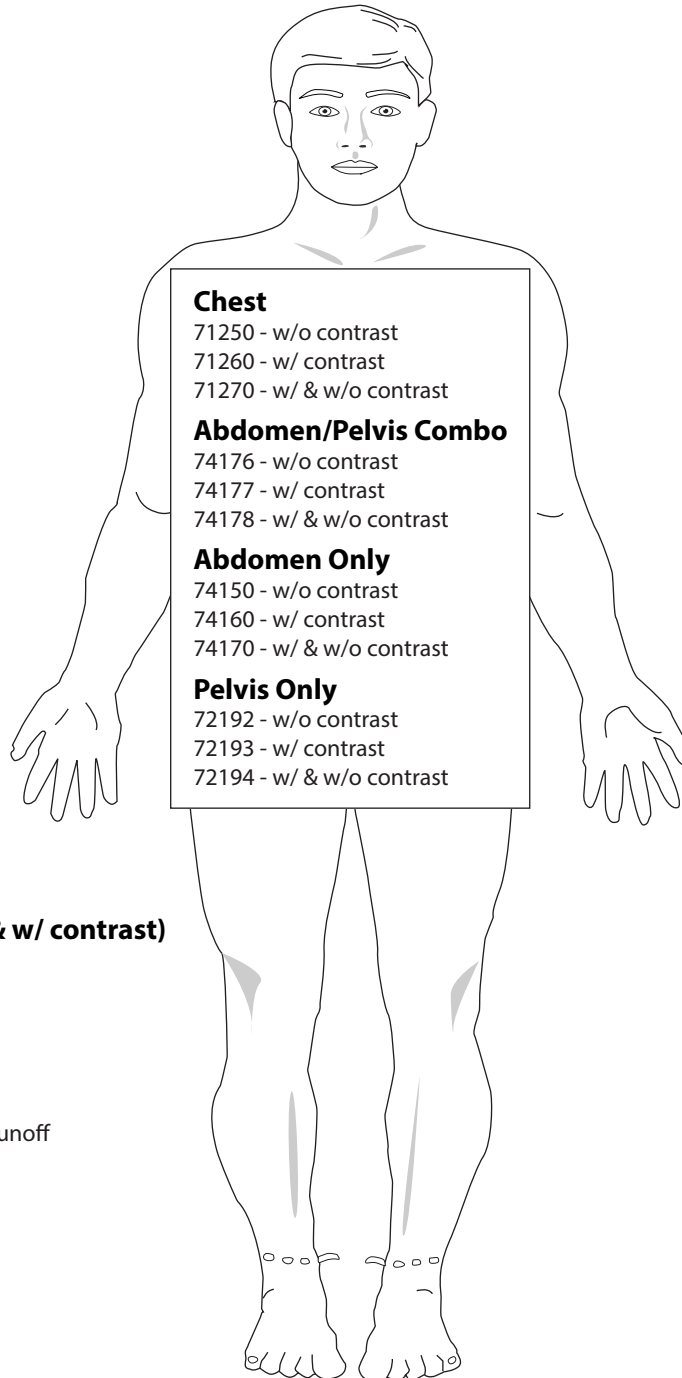 Chest
71250 - w/o contrast
71260 - w/ contrast
71270 - w/ & w/o contrast
Abdomen/Pelvis Combo
74176 - w/o contrast
74177 - w/ contrast
74178 - w/ & w/o contrast
Abdomen Only
74150 - w/o contrast
74160 - w/ contrast
74170 - w/ & w/o contrast
Pelvis Only
72192 - w/o contrast
72193 - w/ contrast
72194 - w/ & w/o contrast
& w/ contrast)
unoff